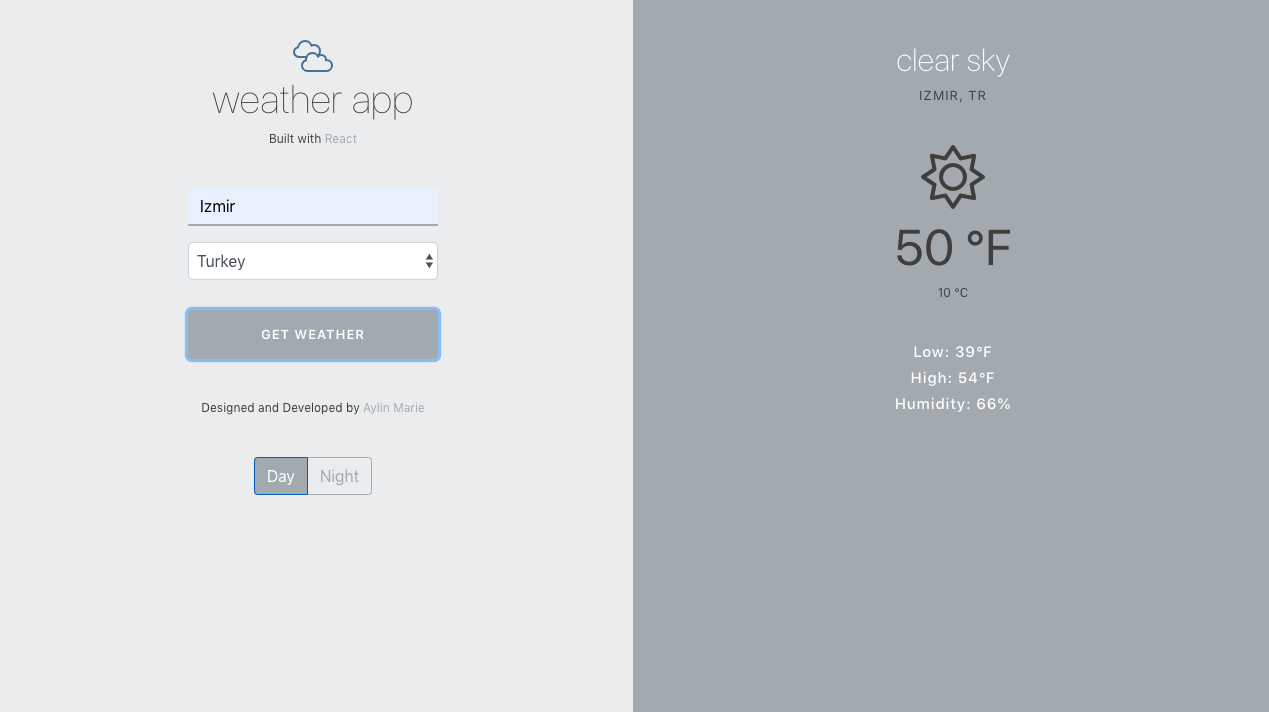 weather app
Built with React
Izmir
Turkey
GET WEATHER
Designed and Developed by Aylin Marie
Day Night
clear sky
IZMIR, TR
50 °F
10 °C
Low: 39°F
High: 54°F
Humidity: 66%